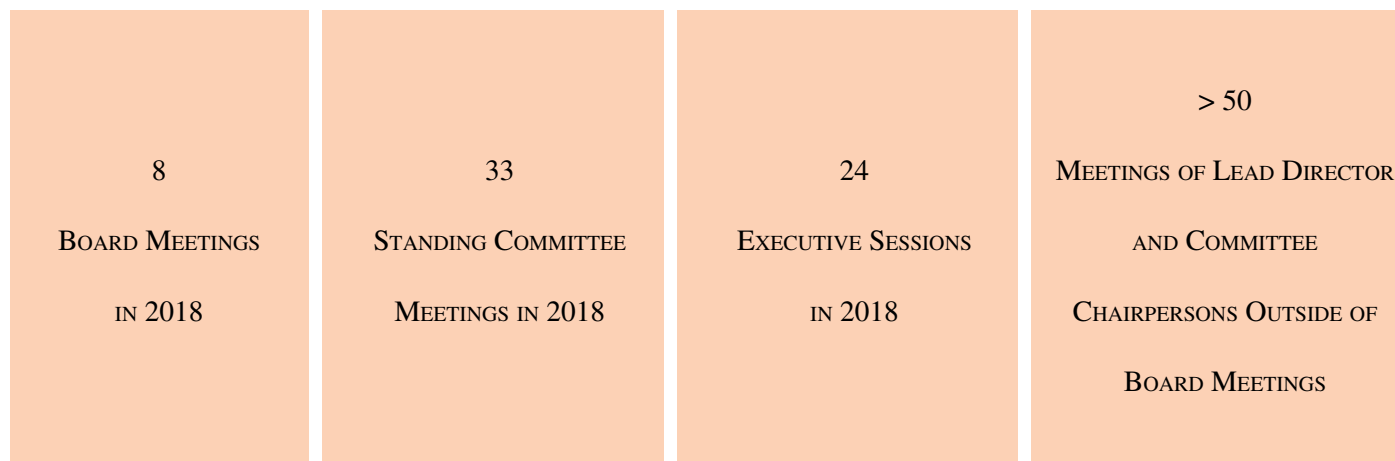 8
Board Meetings
in 2018
33
Standing Committee
Meetings in 2018
24
Executive Sessions
in 2018
> 50
Meetings of Lead Director
and Committee
Chairpersons Outside of
Board Meetings